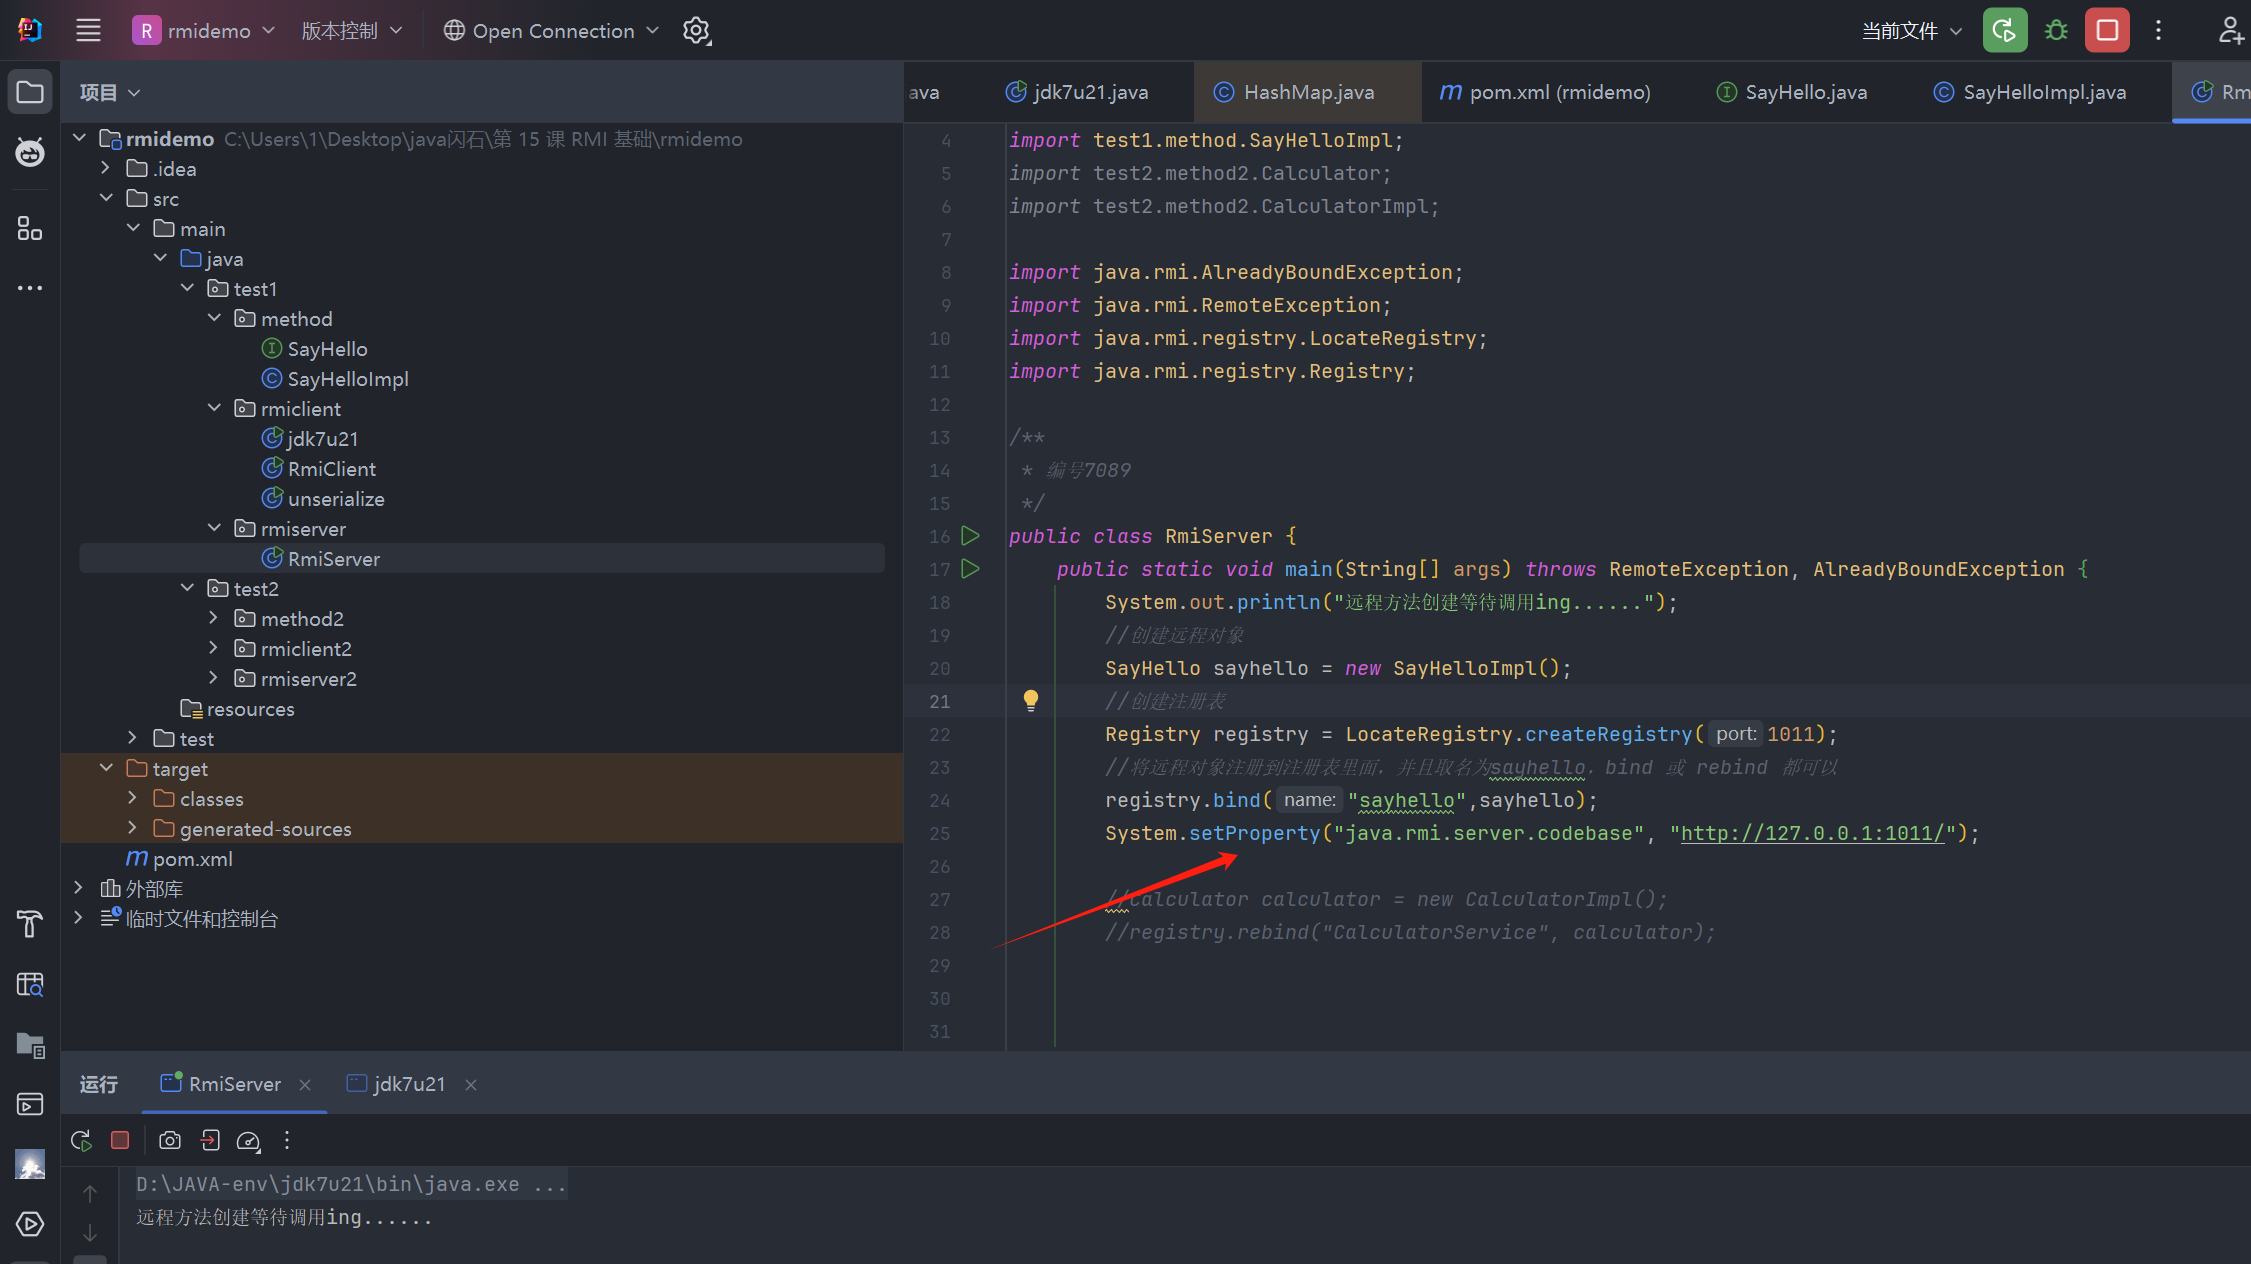 R rmidemo 版本控制 Open Connection 当前文件
项目
rmidemo C:\Users\1\Desktop\java闪石\第 15 课 RMI 基础\rmidemo
.idea
src
main
java
test1
method
SayHello
SayHelloImpl
rmiclient
jdk7u21
RmiClient
unserialize
rmiserver
RmiServer
test2
method2
rmiclient2
rmiserver2
resources
test
target
classes
generated-sources
pom.xml
外部库
临时文件和控制台
ava jdk7u21.java HashMap.java pom.xml (rmidemo) SayHello.java SayHelloImpl.java Rm
4 import test1.method.SayHelloImpl;
5 import test2.method2.Calculator;
6 import test2.method2.CalculatorImpl;
7
8 import java.rmi.AlreadyBoundException;
9 import java.rmi.RemoteException;
10 import java.rmi.registry.LocateRegistry;
11 import java.rmi.registry.Registry;
12
13 /**
14 * 编号7089
15 */
16 public class RmiServer {
17 public static void main(String[] args) throws RemoteException, AlreadyBoundException {
18 System.out.println("远程方法创建等待调用ing......");
19 //创建远程对象
20 SayHello sayhello = new SayHelloImpl();
21 //创建注册表
22 Registry registry = LocateRegistry.createRegistry( port: 1011);
23 //将远程对象注册到注册表里面，并且取名为sayhello，bind 或 rebind 都可以
24 registry.bind( name: "sayhello",sayhello);
25 System.setProperty("java.rmi.server.codebase", "http://127.0.0.1:1011/");
26
27 //Calculator calculator = new CalculatorImpl();
28 //registry.rebind("CalculatorService", calculator);
29
30
31
运行 RmiServer jdk7u21
D:\JAVA-env\jdk7u21\bin\java.exe ...
远程方法创建等待调用ing......